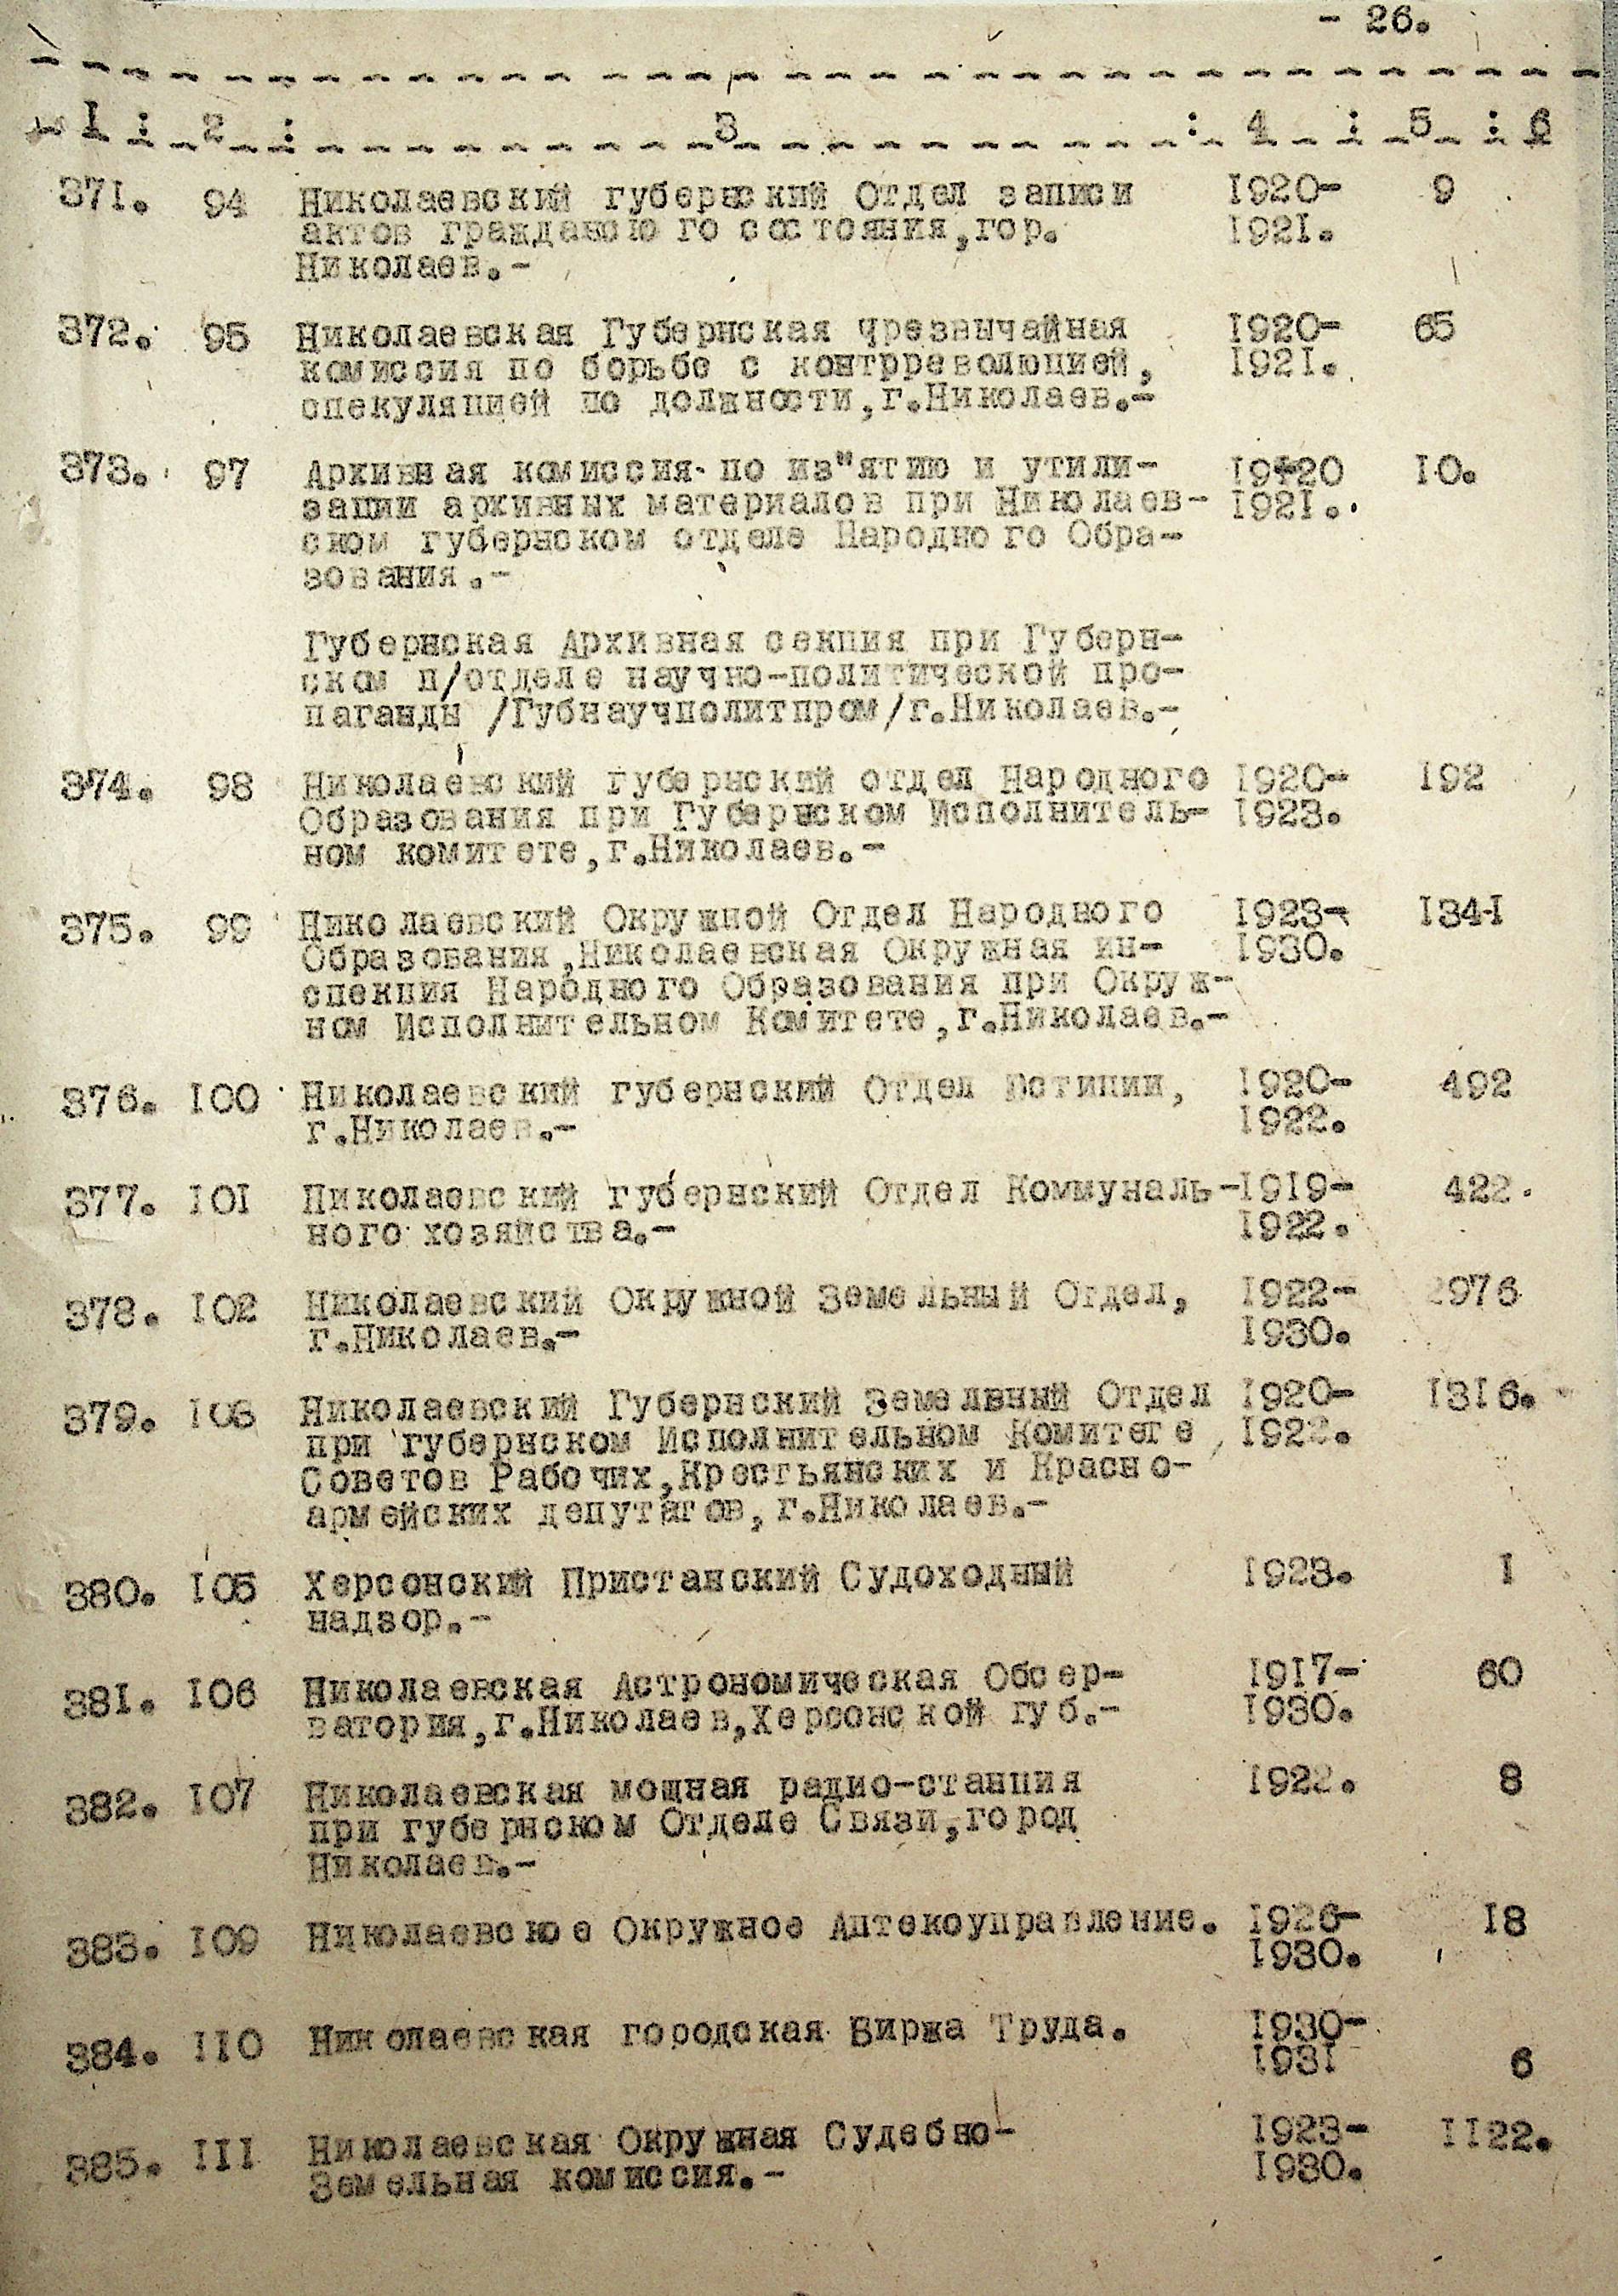 - 26.
1 : 2 : 3 : 4 : 5 : 6
371. 94 Николаевский губернский Отдел записи 1920- 9
актов гражданского состояния,гор. 1921.
Николаев.-
372. 95 Николаевская Губернская чрезвычайная 1920- 65
комиссия по борьбе с контрреволюцией, 1921.
спекуляцией по должности,г.Николаев.-
373. 97 Архивная комиссия по из"ятию и утили- 1920 10.
зации архивных материалов при Николаев- 1921.
ском губернском отделе Народного Обра-
зования.-
Губернская Архивная секция при Губерн-
ском п/отделе научно-политической про-
паганды /Губнаучполитпром/г.Николаев.-
374. 98 Николаевский губернский отдел Народного 1920- 192
Образования при Губернском Исполнитель- 1923.
ном комитете,г.Николаев.-
375. 99 Николаевский Окружной Отдел Народного 1923- 1341
Образования,Николаевская Окружная ин- 1930.
спекция Народного Образования при Окруж-
ном Исполнительном Комитете,г.Николаев.-
376. 100 Николаевский губернский Отдел Юстиции, 1920- 492
г.Николаев.- 1922.
377. 101 Николаевский губернский Отдел Коммуналь- 1919- 422.
ного хозяйства.- 1922.
378. 102 Николаевский Окружной Земельный Отдел, 1922- 2976
г.Николаев.- 1930.
379. 103 Николаевский Губернский Земельный Отдел 1920- 1316.
при губернском Исполнительном Комитете 1922.
Советов Рабочих,Крестьянских и Красно-
армейских депутатов,г.Николаев.-
380. 105 Херсонский Пристанский Судоходный 1923. 1
надзор.-
381. 106 Николаевская Астрономическая Обсер- 1917- 60
ватория,г.Николаев,Херсонской губ.- 1930.
382. 107 Николаевская мощная радио-станция 1922. 8
при губернском Отделе Связи,город
Николаев.-
383. 109 Николаевское Окружное Аптекоуправление. 1926- 18
1930.
384. 110 Николаевская городская Биржа Труда. 1930-
1931 6
385. 111 Николаевская Окружная Судебно- 1923- 1122.
Земельная комиссия.- 1930.